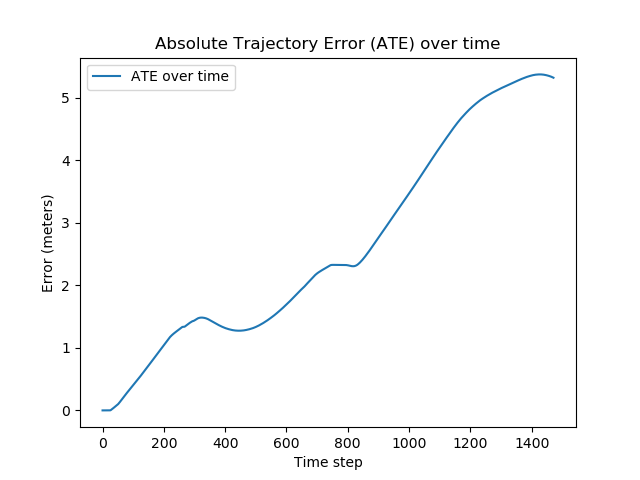 Absolute Trajectory Error (ATE) over time
ATE over time
Error (meters)
5
4
3
2
1
0
0 200 400 600 800 1000 1200 1400
Time step